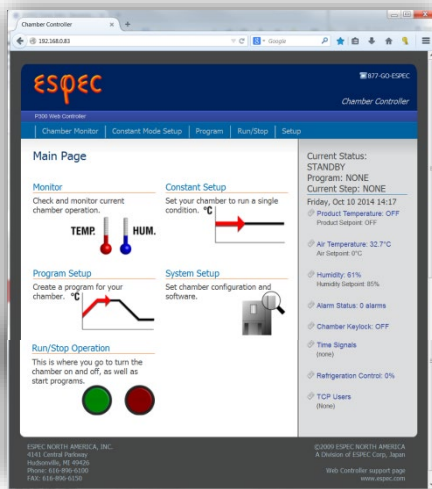 Chamber Controller
192.168.0.83
Google
ESPEC
877-GO-ESPEC
Chamber Controller
P300 Web Controller
Chamber Monitor
Constant Mode Setup
Program
Run/Stop
Setup
Main Page
Monitor
Check and monitor current
chamber operation.
TEMP.
HUM.
Constant Setup
Set your chamber to run a single
condition.
°C
Program Setup
Create a program for your
chamber.
°C
System Setup
Set chamber configuration and
software.
Run/Stop Operation
This is where you go to turn the
chamber on and off, as well as
start programs.
Current Status:
STANDBY
Program: NONE
Current Step: NONE
Friday, Oct 10 2014 14:17
Product Temperature: OFF
Product Setpoint: OFF
Air Temperature: 32.7°C
Air Setpoint: 0°C
Humidity: 61%
Humidity Setpoint: 85%
Alarm Status: 0 alarms
Chamber Keylock: OFF
Time Signals
(none)
Refrigeration Control: 0%
TCP Users
(None)
ESPEC NORTH AMERICA, INC.
4141 Central Parkway
Hudsonville, MI 49426
Phone: 616-896-6100
FAX: 616-896-6150
©2009 ESPEC NORTH AMERICA
A Division of ESPEC Corp, Japan
Web Controller support page
www.espec.com